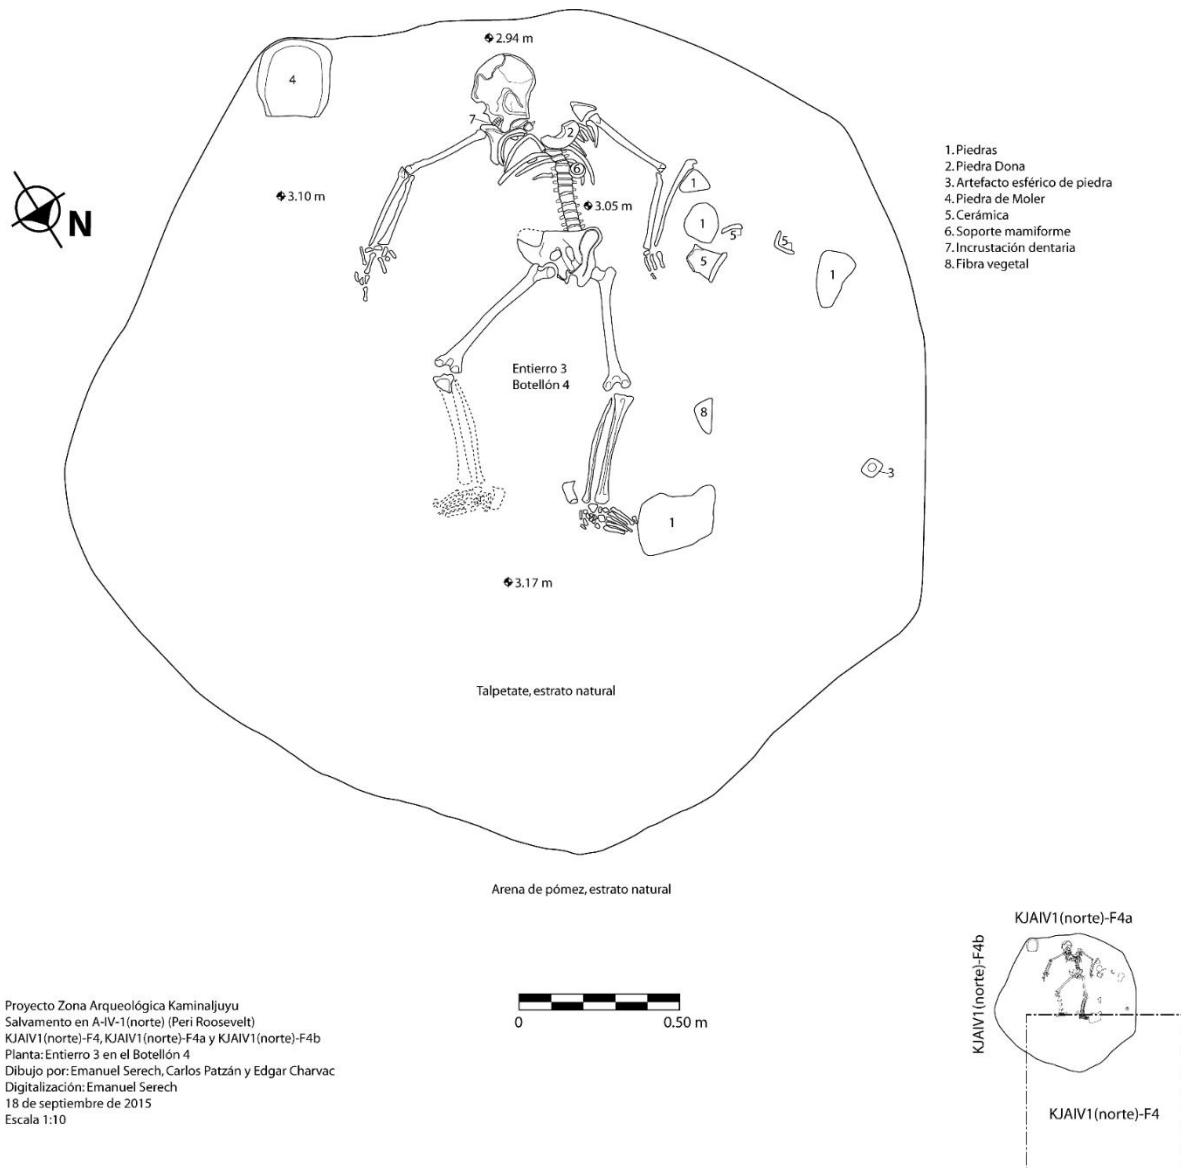 2.94 m
4
7
2
6
3.10 m
3.05 m
1
1
5
5
5
1
N
1. Piedras
2. Piedra Dona
3. Artefacto esférico de piedra
4. Piedra de Moler
5. Cerámica
6. Soporte mamiforme
7. Incrustación dentaria
8. Fibra vegetal
Entierro 3
Botellón 4
8
3
1
3.17 m
Talpetate, estrato natural
Arena de pómez, estrato natural
KJAIV1(norte)-F4a
KJAIV1(norte)-F4b
KJAIV1(norte)-F4
0 0.50 m
Proyecto Zona Arqueológica Kaminaljuyu
Salvamento en A-IV-1(norte) (Peri Roosevelt)
KJAIV1(norte)-F4, KJAIV1(norte)-F4a y KJAIV1(norte)-F4b
Planta: Entierro 3 en el Botellón 4
Dibujo por: Emanuel Serech, Carlos Patzán y Edgar Charvac
Digitalización: Emanuel Serech
18 de septiembre de 2015
Escala 1:10